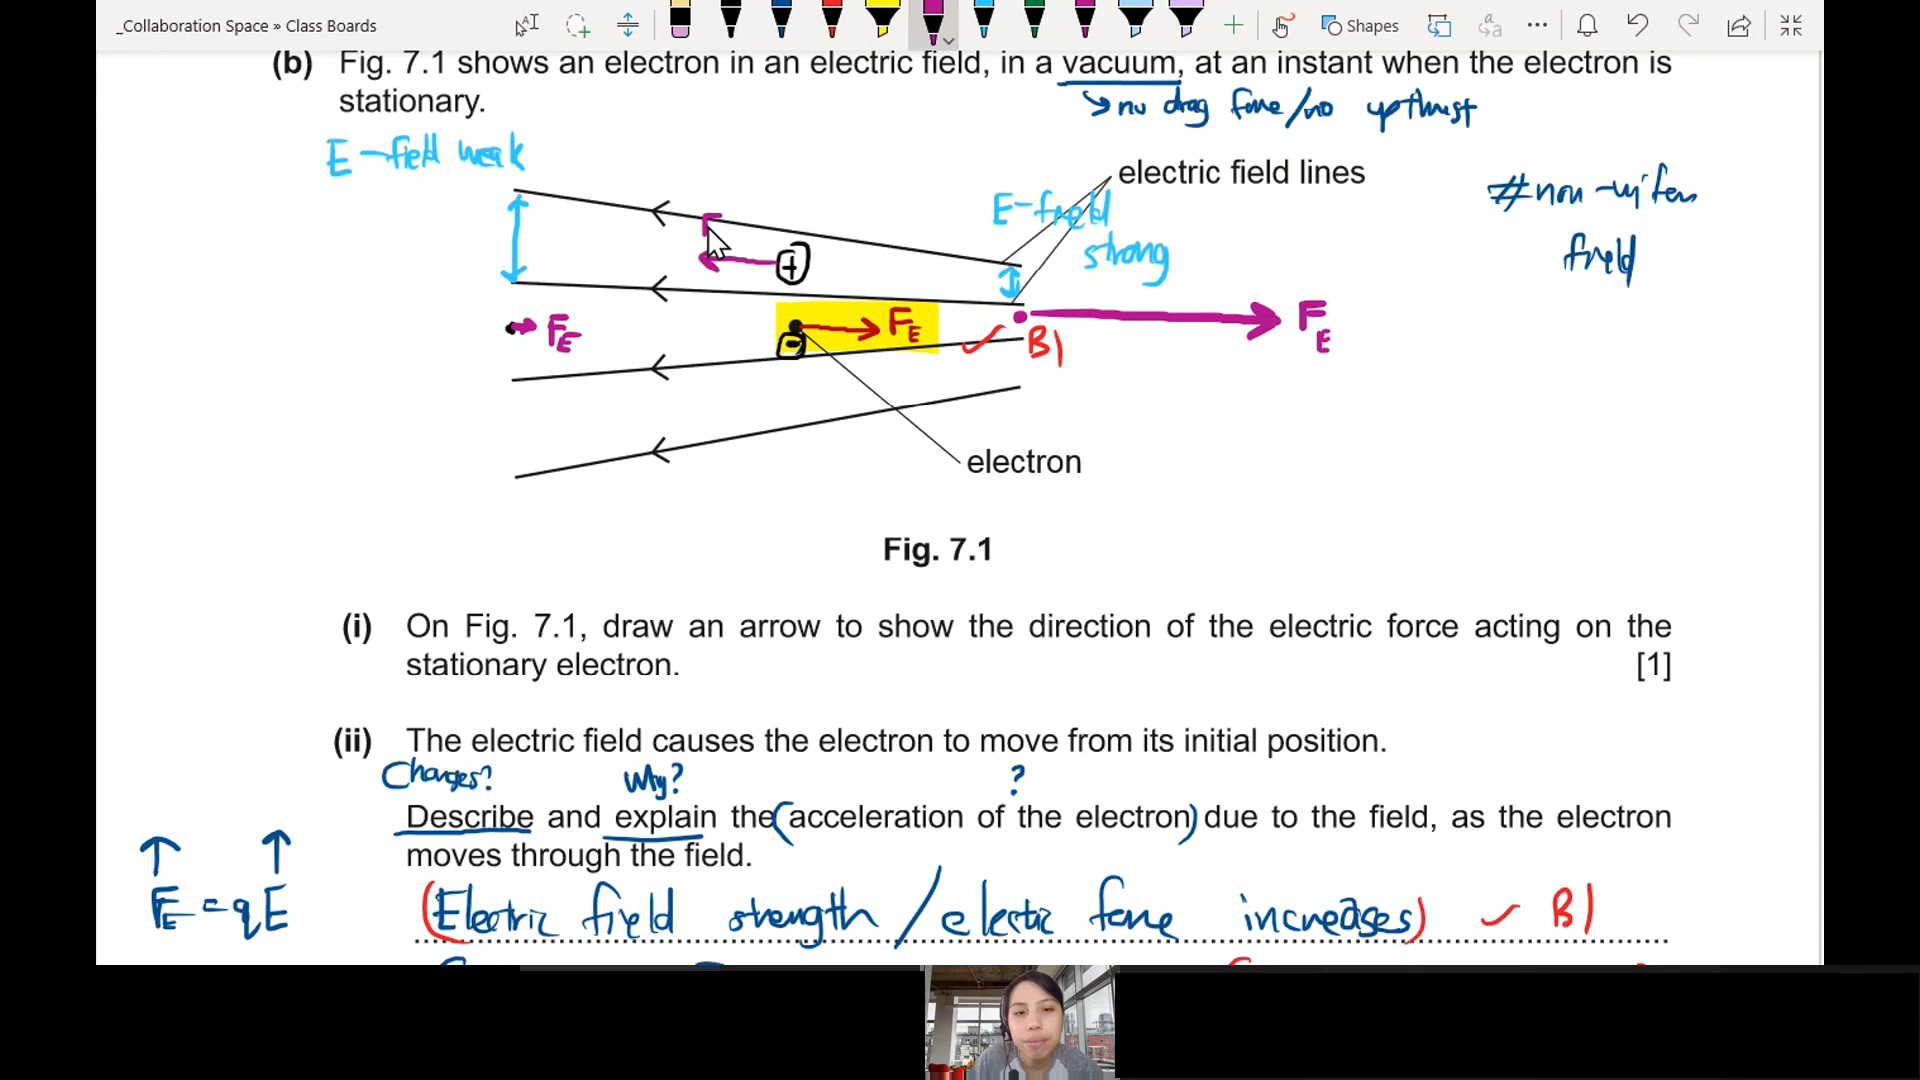 _Collaboration Space » Class Boards
Shapes
(b) Fig. 7.1 shows an electron in an electric field, in a vacuum, at an instant when the electron is
stationary.
→ no drag force/no upthrust
E-field weak
electric field lines
E-field
strong
#non-uniform
field
F
+
FE
FE
-
B1
FE
electron
Fig. 7.1
(i) On Fig. 7.1, draw an arrow to show the direction of the electric force acting on the
stationary electron. [1]
(ii) The electric field causes the electron to move from its initial position.
Changes? Why? ?
Describe and explain the (acceleration of the electron) due to the field, as the electron
moves through the field.
↑ ↑
FE = qE
(Electric field strength / electric force increases) ✓ B1